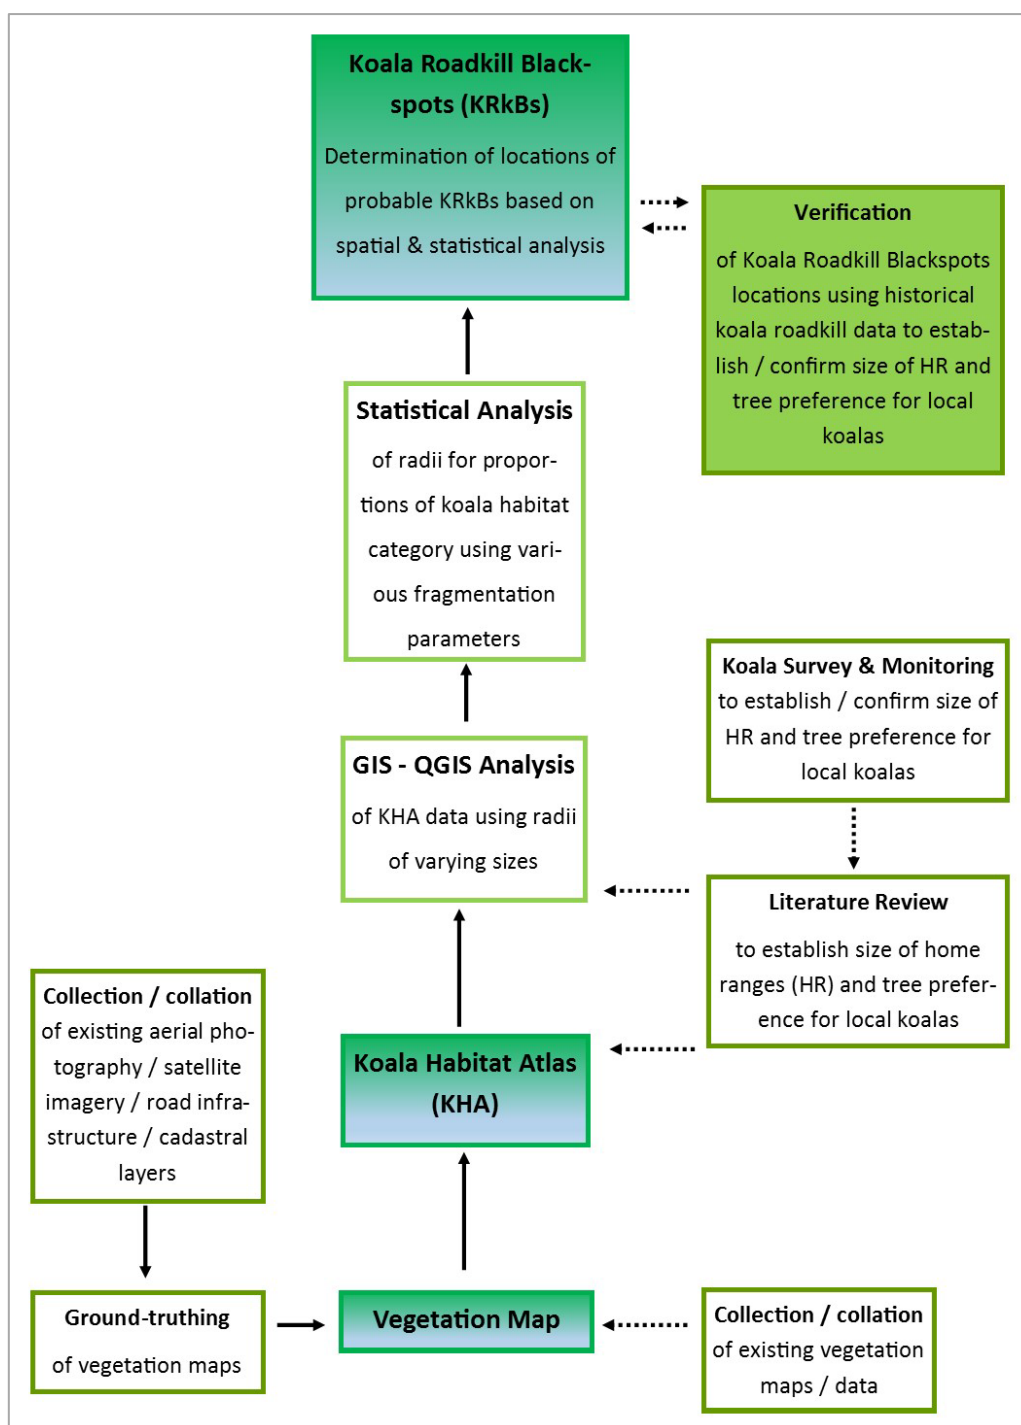 Koala Roadkill Black-
spots (KRkBs)
Determination of locations of
probable KRkBs based on
spatial & statistical analysis
Verification
of Koala Roadkill Blackspots
locations using historical
koala roadkill data to estab-
lish / confirm size of HR and
tree preference for local
koalas
Statistical Analysis
of radii for propor-
tions of koala habitat
category using vari-
ous fragmentation
parameters
Koala Survey & Monitoring
to establish / confirm size of
HR and tree preference for
local koalas
GIS - QGIS Analysis
of KHA data using radii
of varying sizes
Literature Review
to establish size of home
ranges (HR) and tree prefer-
ence for local koalas
Collection / collation
of existing aerial pho-
tography / satellite
imagery / road infra-
structure / cadastral
layers
Koala Habitat Atlas
(KHA)
Ground-truthing
of vegetation maps
Vegetation Map
Collection / collation
of existing vegetation
maps / data